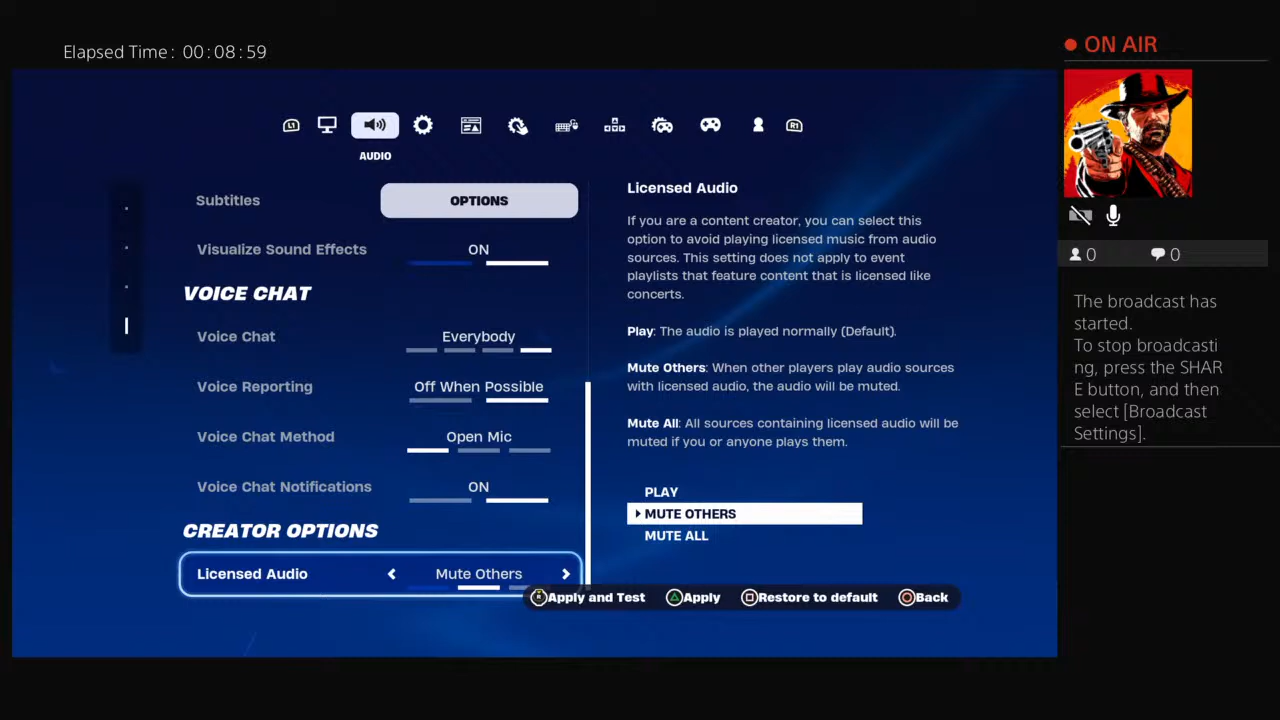 Elapsed Time: 00:08:59
ON AIR
L1
R1
AUDIO
Subtitles
OPTIONS
Visualize Sound Effects
ON
VOICE CHAT
Voice Chat
Everybody
Voice Reporting
Off When Possible
Voice Chat Method
Open Mic
Voice Chat Notifications
ON
CREATOR OPTIONS
Licensed Audio
Mute Others
Licensed Audio
If you are a content creator, you can select this
option to avoid playing licensed music from audio
sources. This setting does not apply to event
playlists that feature content that is licensed like
concerts.
Play: The audio is played normally (Default).
Mute Others: When other players play audio sources
with licensed audio, the audio will be muted.
Mute All: All sources containing licensed audio will be
muted if you or anyone plays them.
PLAY
MUTE OTHERS
MUTE ALL
Apply and Test
Apply
Restore to default
Back
0
0
The broadcast has
started.
To stop broadcasti
ng, press the SHAR
E button, and then
select [Broadcast
Settings].